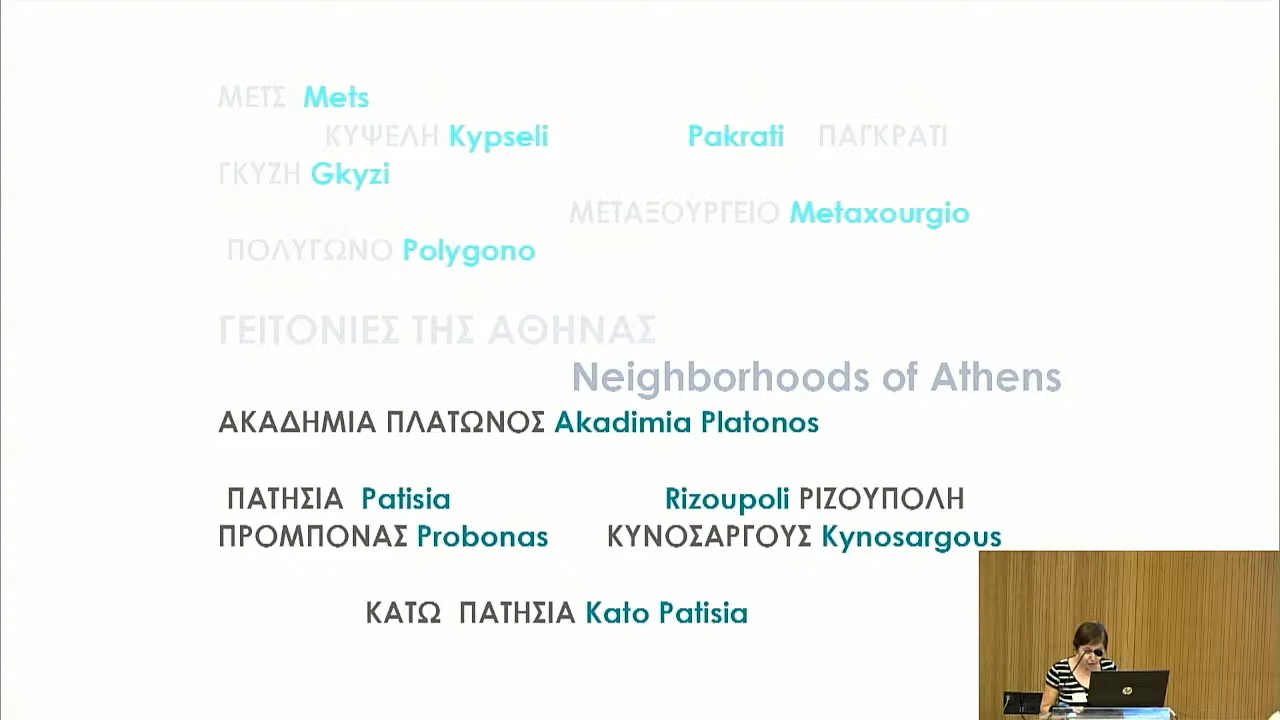 ΜΕΤΣ Mets
ΚΥΨΕΛΗ Kypseli Pakrati ΠΑΓΚΡΑΤΙ
ΓΚΥΖΗ Gkyzi
ΜΕΤΑΞΟΥΡΓΕΙΟ Metaxourgio
ΠΟΛΥΓΩΝΟ Polygono
ΓΕΙΤΟΝΙΕΣ ΤΗΣ ΑΘΗΝΑΣ
Neighborhoods of Athens
ΑΚΑΔΗΜΙΑ ΠΛΑΤΩΝΟΣ Akadimia Platonos
ΠΑΤΗΣΙΑ Patisia Rizoupoli ΡΙΖΟΥΠΟΛΗ
ΠΡΟΜΠΟΝΑΣ Probonas ΚΥΝΟΣΑΡΓΟΥΣ Kynosargous
ΚΑΤΩ ΠΑΤΗΣΙΑ Kato Patisia